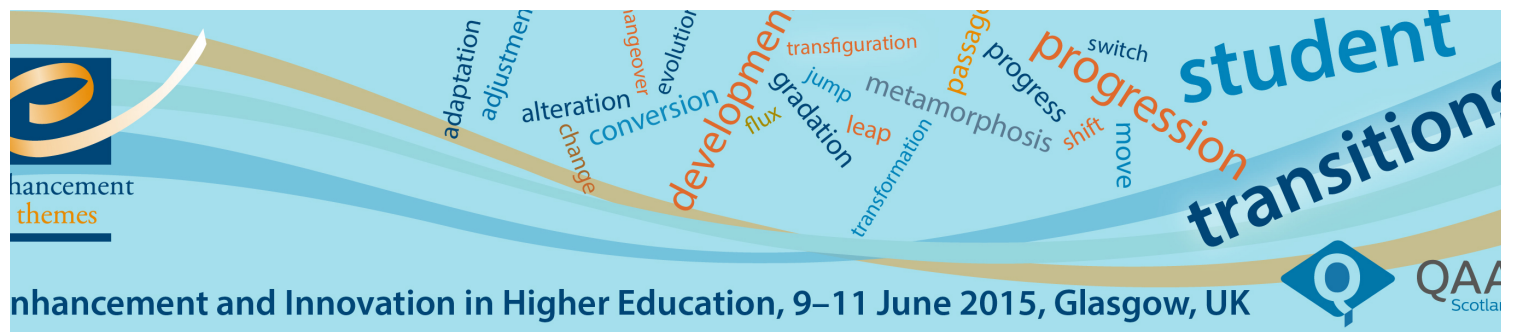 adaptation
adjustmen
hangeover
evolution
alteration
conversion
change
developmen
transfiguration
jump
flux
gradation
leap
metamorphosis
transformation
passag
progress
progression
switch
shift
move
student
transitions
hancement
themes
nhancement and Innovation in Higher Education, 9–11 June 2015, Glasgow, UK
QAA
Scotlan